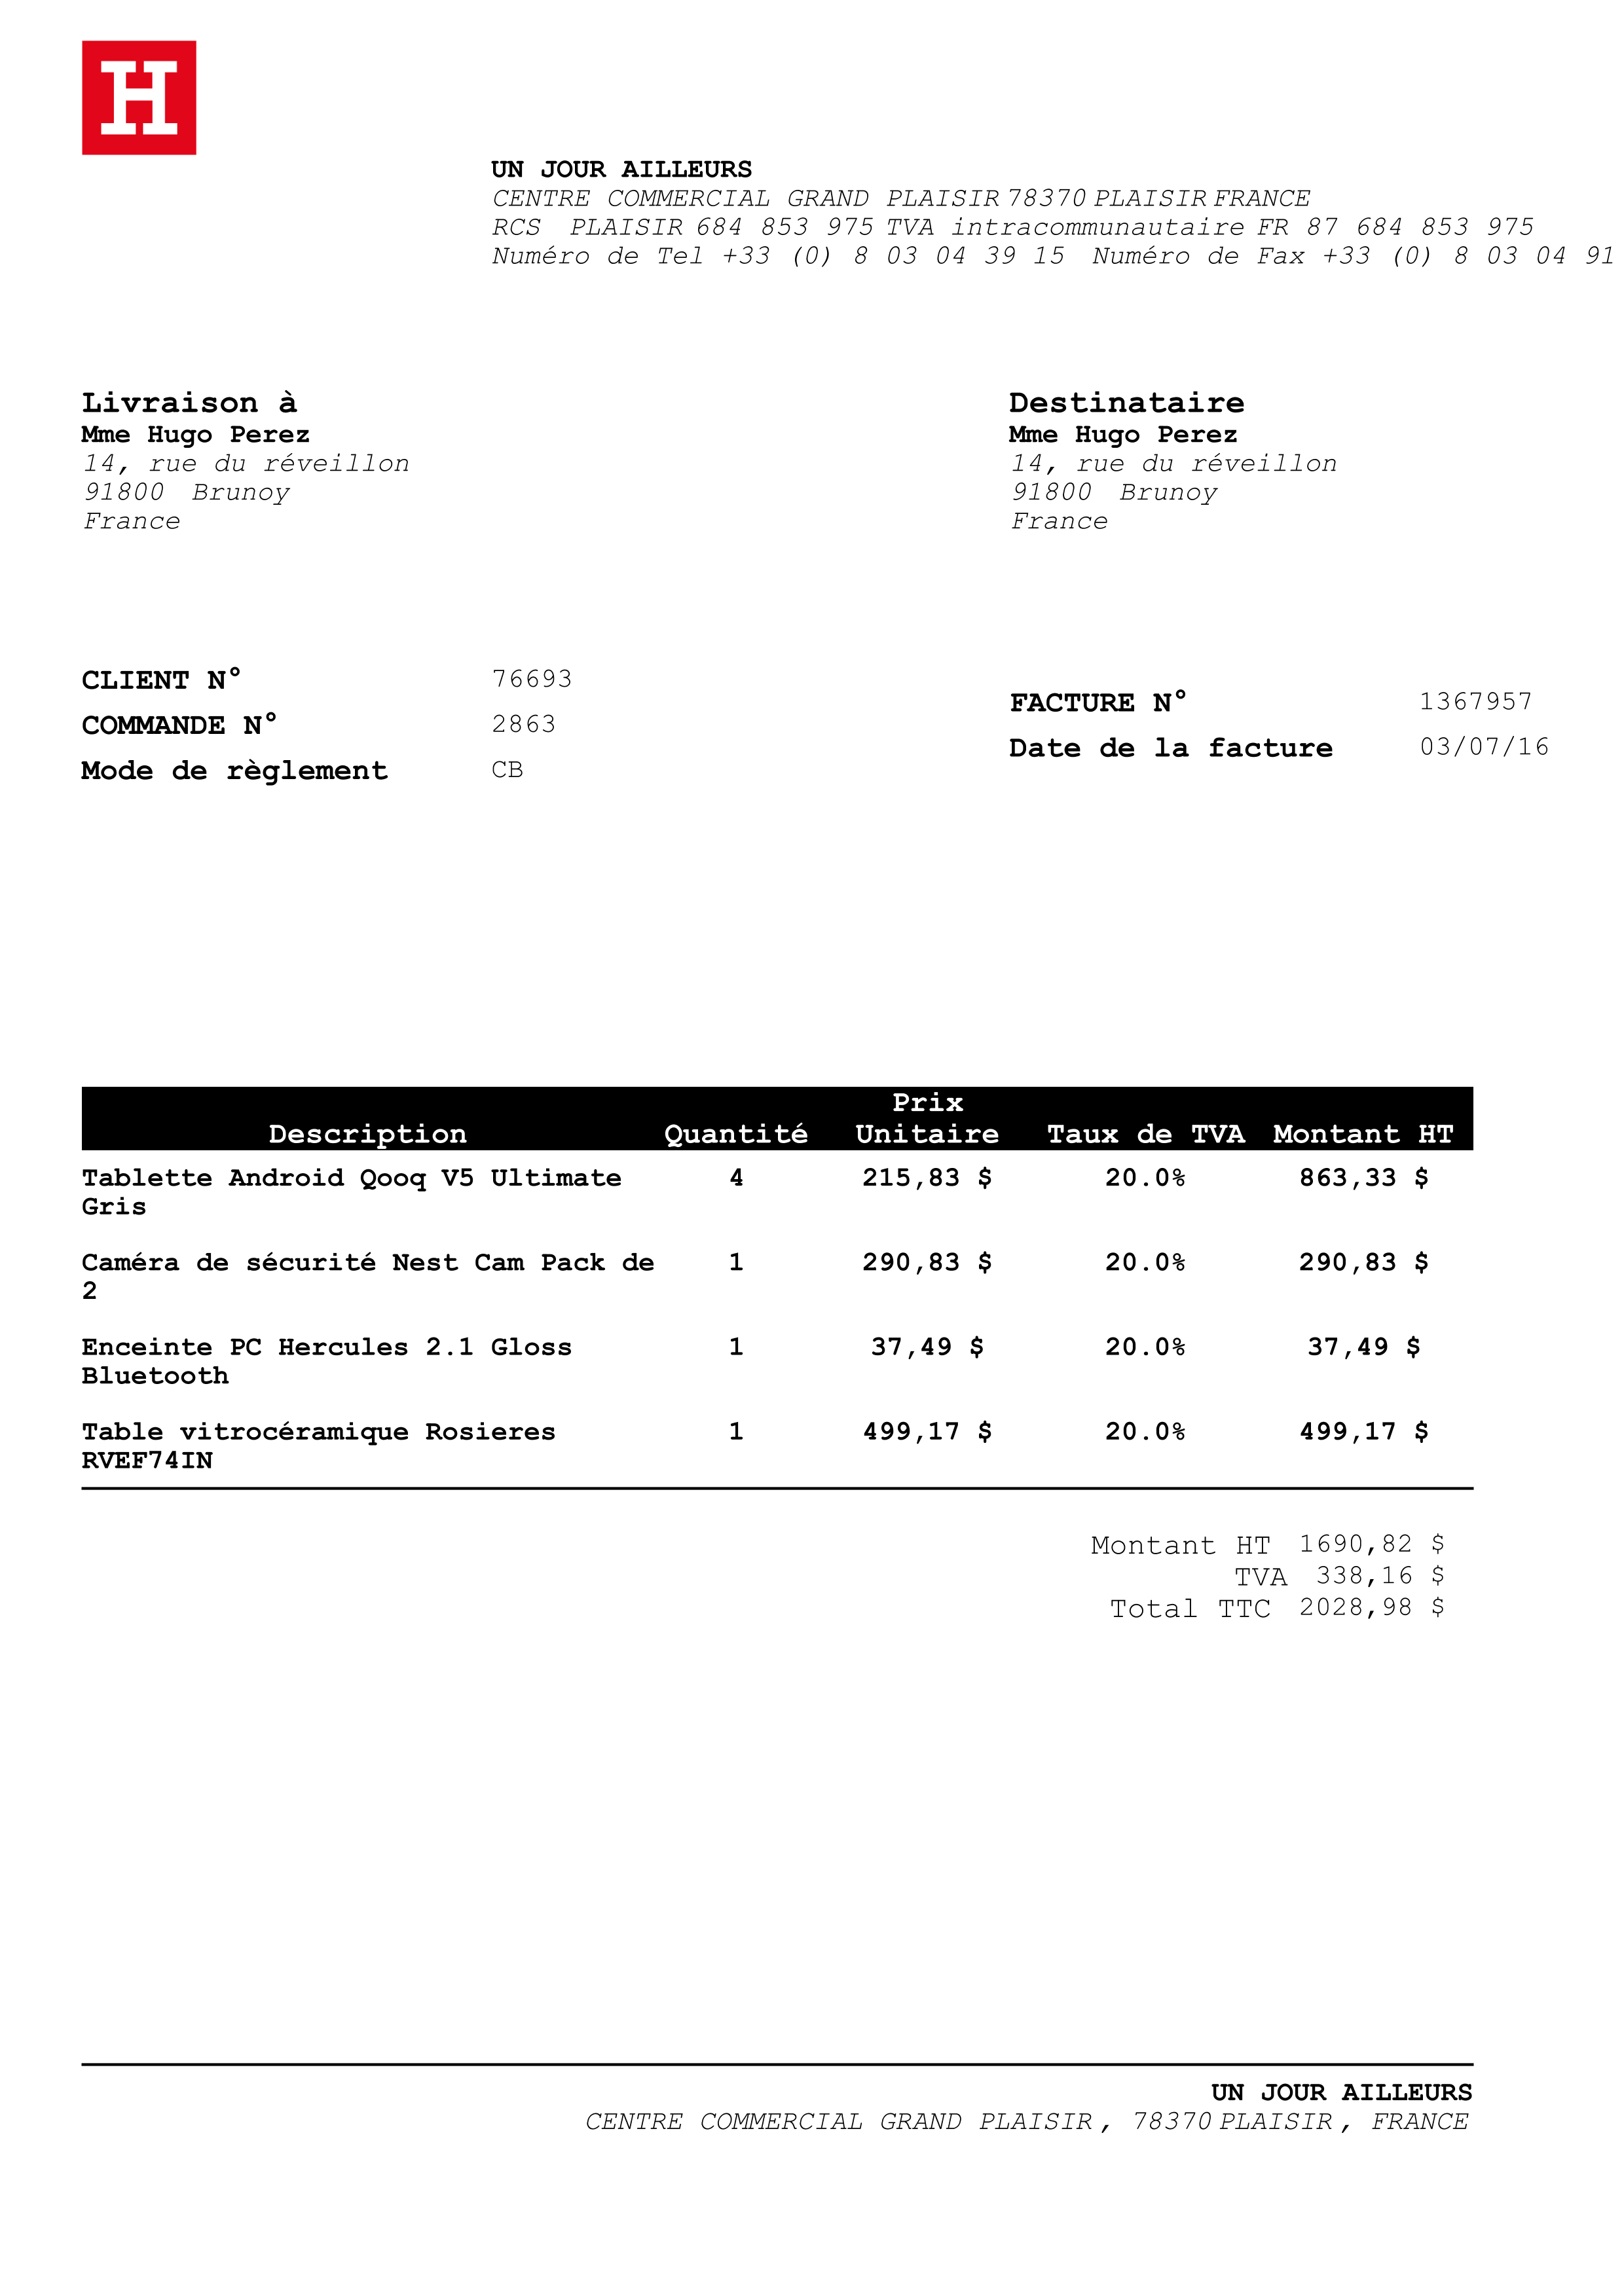 H
UN JOUR AILLEURS
CENTRE COMMERCIAL GRAND PLAISIR 78370 PLAISIR FRANCE
RCS PLAISIR 684 853 975 TVA intracommunautaire FR 87 684 853 975
Numéro de Tel +33 (0) 8 03 04 39 15 Numéro de Fax +33 (0) 8 03 04 91
Livraison à
Mme Hugo Perez
14, rue du réveillon
91800 Brunoy
France
Destinataire
Mme Hugo Perez
14, rue du réveillon
91800 Brunoy
France
CLIENT N° 76693
COMMANDE N° 2863
Mode de règlement CB
FACTURE N° 1367957
Date de la facture 03/07/16
Description Quantité Prix Unitaire Taux de TVA Montant HT
Tablette Android Qooq V5 Ultimate 4 215,83 $ 20.0% 863,33 $
Gris
Caméra de sécurité Nest Cam Pack de 1 290,83 $ 20.0% 290,83 $
2
Enceinte PC Hercules 2.1 Gloss 1 37,49 $ 20.0% 37,49 $
Bluetooth
Table vitrocéramique Rosieres 1 499,17 $ 20.0% 499,17 $
RVEF74IN
Montant HT 1690,82 $
TVA 338,16 $
Total TTC 2028,98 $
UN JOUR AILLEURS
CENTRE COMMERCIAL GRAND PLAISIR, 78370 PLAISIR, FRANCE